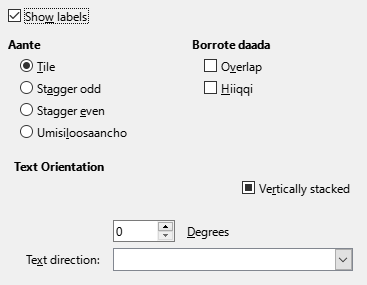 Show labels
Aante
Borrote daada
Tile
Overlap
Stagger odd
Hiiqqi
Stagger even
Umisiloosaancho
Text Orientation
Vertically stacked
0 Degrees
Text direction: